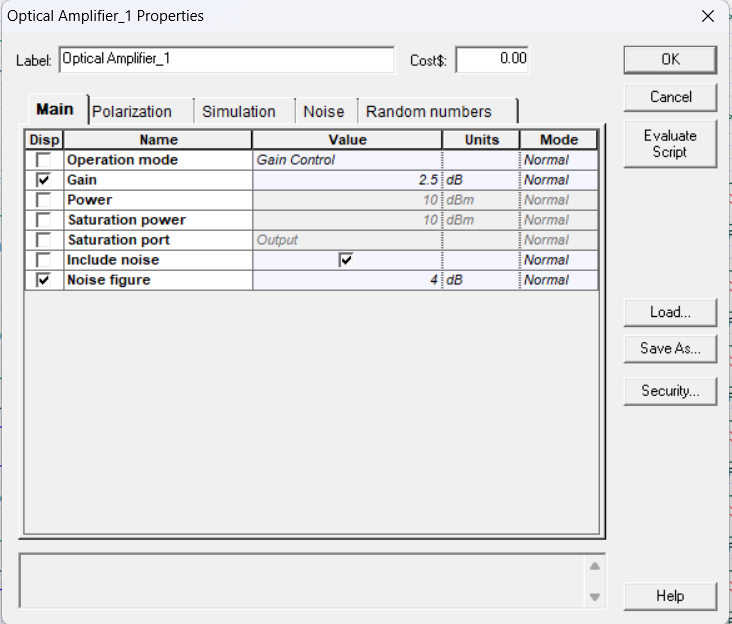 Optical Amplifier_1 Properties
Label: Optical Amplifier_1 Cost$: 0.00 OK
Cancel
Main Polarization Simulation Noise Random numbers
Evaluate Script
Disp Name Value Units Mode
Operation mode Gain Control Normal
Gain 2.5 dB Normal
Power 10 dBm Normal
Saturation power 10 dBm Normal
Saturation port Output Normal
Include noise Normal
Noise figure 4 dB Normal
Load...
Save As...
Security...
Help